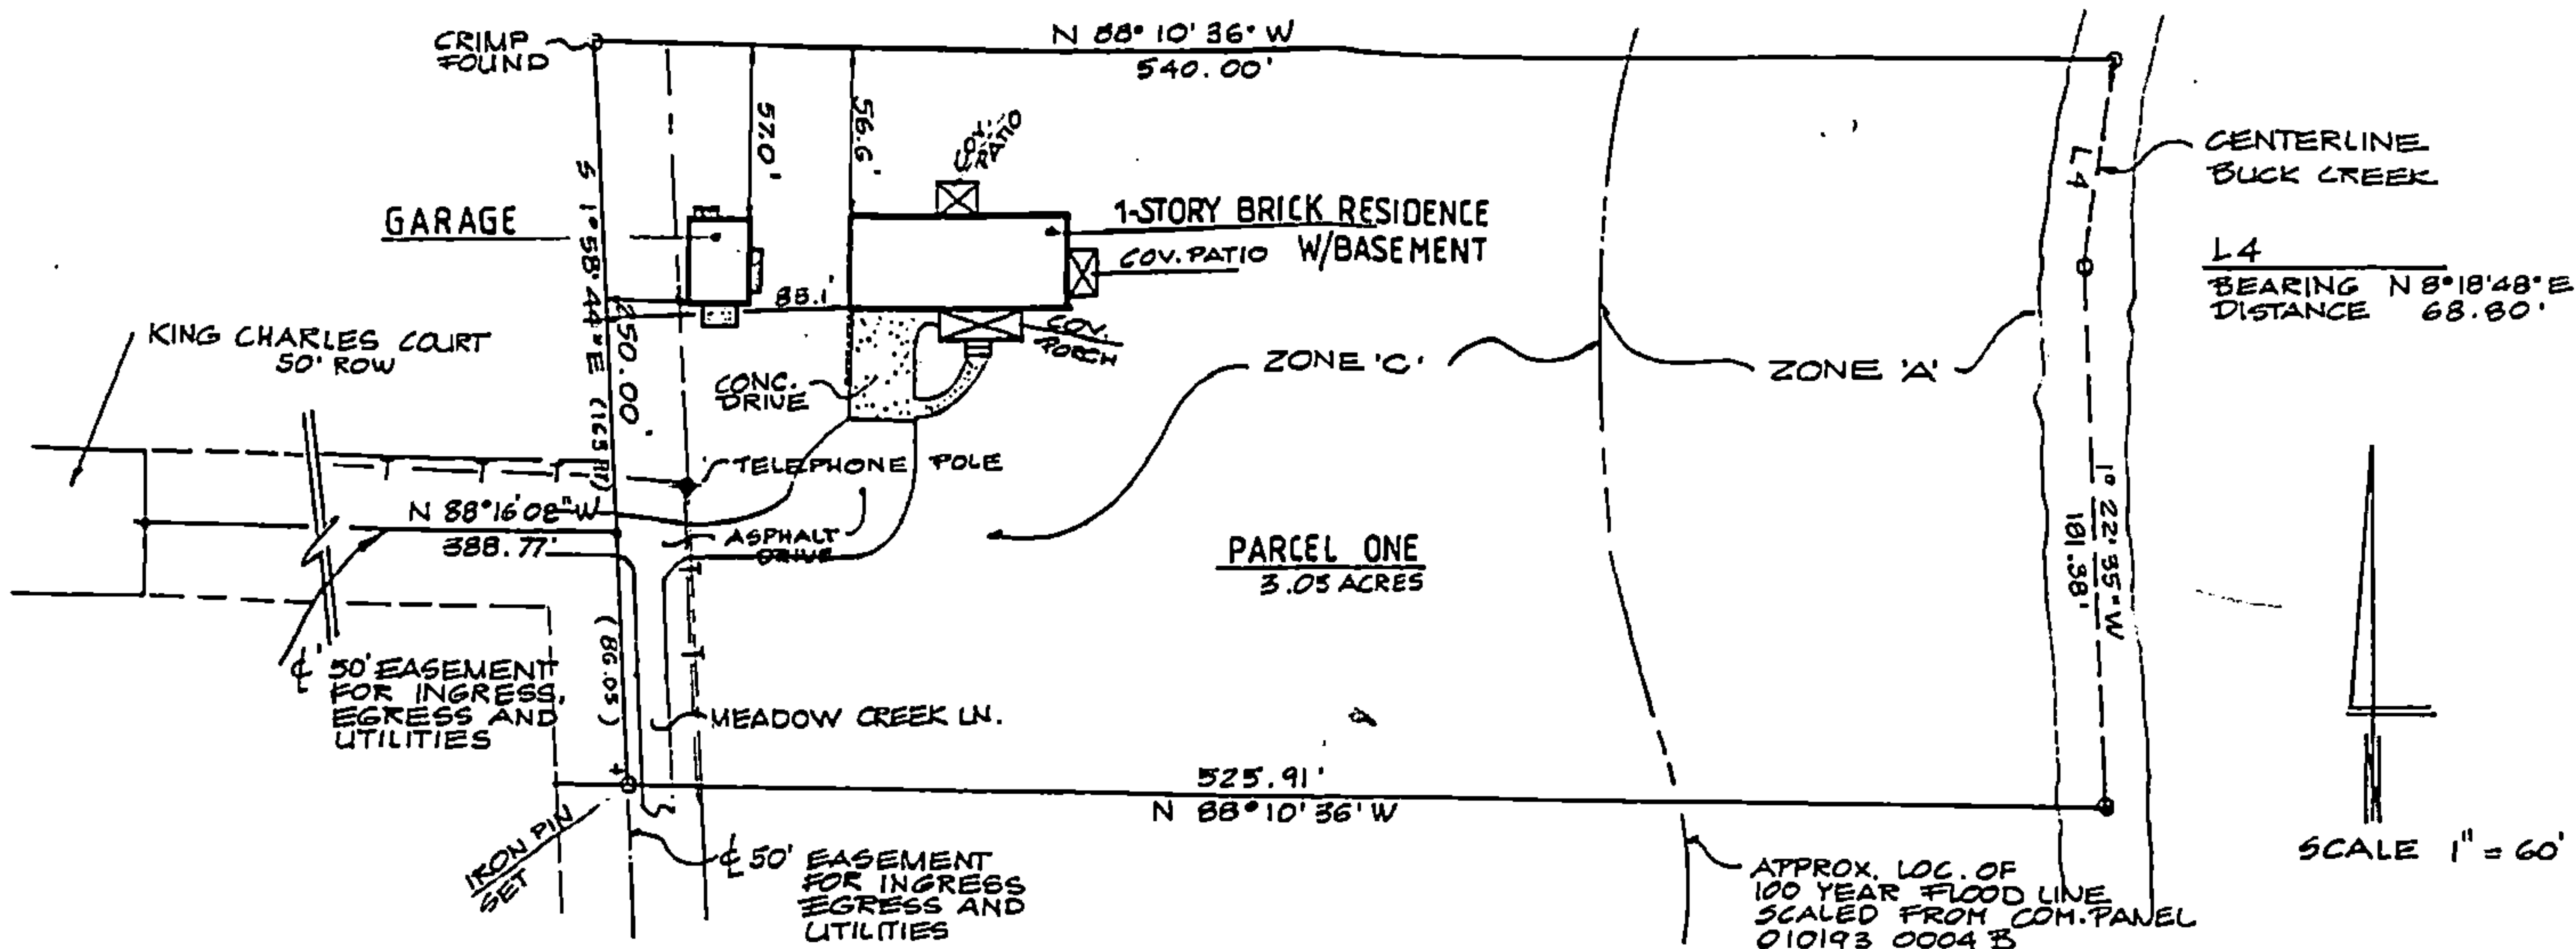 CRIMP
FOUND
N 88° 10' 36" W
540.00'
57.0'
56.6'
CENTERLINE
BUCK CREEK
L4
GARAGE
1-STORY BRICK RESIDENCE
W/BASEMENT
COV. PATIO
L4
BEARING N 8°18'48" E
DISTANCE 68.80'
S 1° 58' 44" E
250.00'
88.1'
KING CHARLES COURT
50' ROW
COV.
PORCH
CONC.
DRIVE
ZONE 'C'
ZONE 'A'
TELEPHONE POLE
N 88°16'08" W
388.77'
ASPHALT
DRIVE
PARCEL ONE
3.05 ACRES
1° 22' 35" W
181.38'
T
T
(86.05)
℄ 50' EASEMENT
FOR INGRESS,
EGRESS AND
UTILITIES
MEADOW CREEK LN.
525.91'
N 88° 10' 36" W
IRON PIN
SET
℄ 50' EASEMENT
FOR INGRESS
EGRESS AND
UTILITIES
APPROX. LOC. OF
100 YEAR FLOOD LINE
SCALED FROM COM. PANEL
010193 0004 B
SCALE 1" = 60'